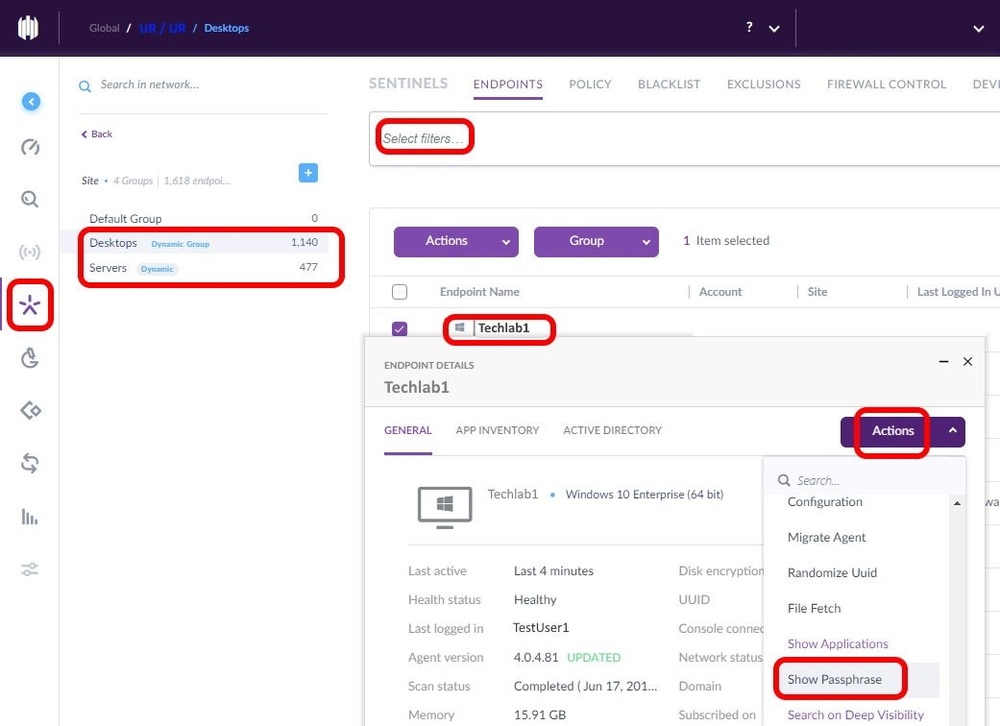 Global / UR / UR / Desktops
?
Search in network...
SENTINELS ENDPOINTS POLICY BLACKLIST EXCLUSIONS FIREWALL CONTROL DEVI
Back
Select filters...
Site • 4 Groups 1,618 endpoi...
+
Default Group 0
Desktops Dynamic Group 1,140
Servers Dynamic 477
Actions Group 1 Item selected
Endpoint Name Account Site Last Logged In U
Techlab1
ENDPOINT DETAILS
Techlab1
GENERAL APP INVENTORY ACTIVE DIRECTORY Actions
Search...
Techlab1 • Windows 10 Enterprise (64 bit)
Configuration
Migrate Agent
Randomize Uuid
File Fetch
Show Applications
Show Passphrase
Search on Deep Visibility
Last active Last 4 minutes Disk encryption
Health status Healthy UUID
Last logged in TestUser1 Console connec
Agent version 4.0.4.81 UPDATED Network status
Scan status Completed ( Jun 17, 201... Domain
Memory 15.91 GB Subscribed on